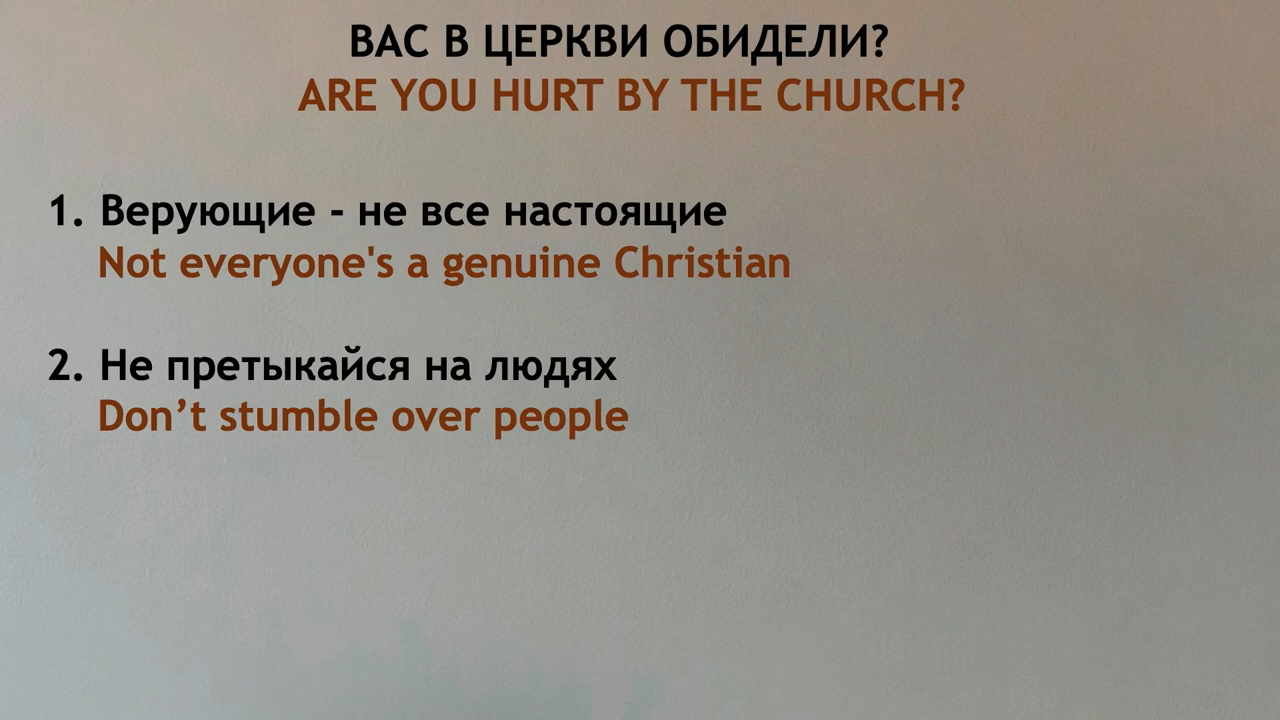 ВАС В ЦЕРКВИ ОБИДЕЛИ?
ARE YOU HURT BY THE CHURCH?
1. Верующие - не все настоящие
Not everyone's a genuine Christian
2. Не претыкайся на людях
Don’t stumble over people